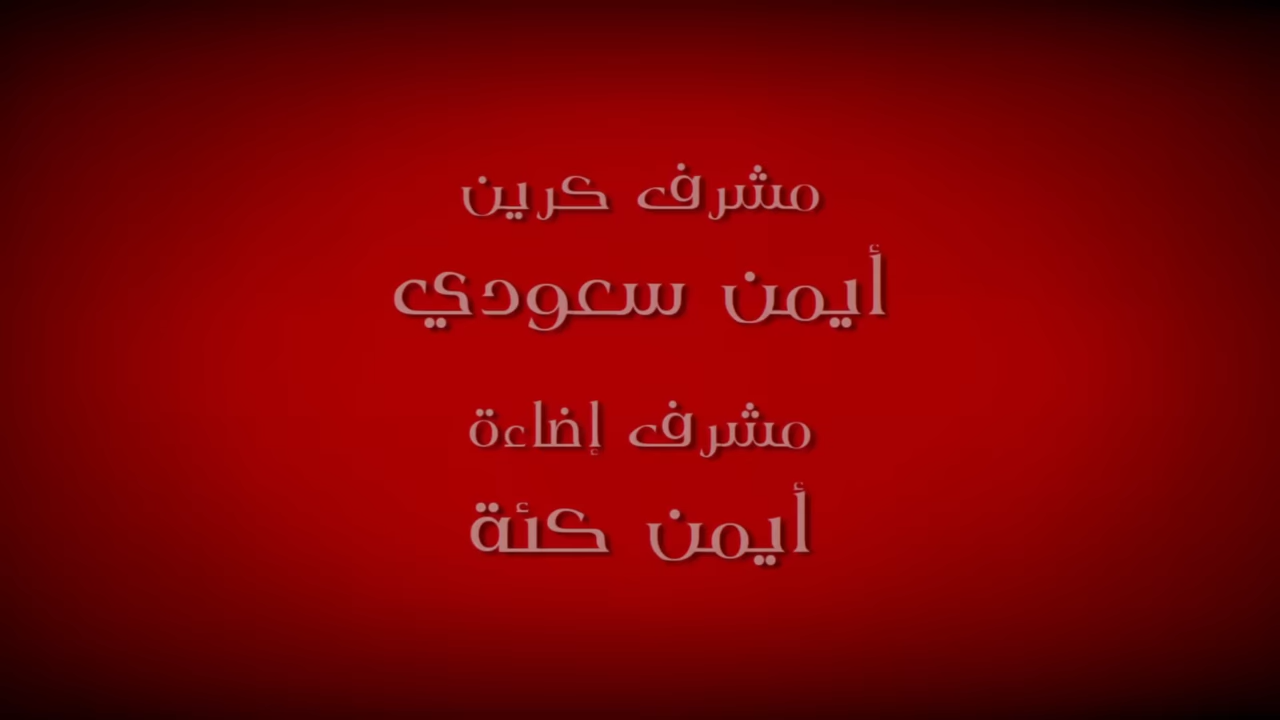 مشرف كرين
أيمن سعودي
مشرف إضاءة
أيمن كئة